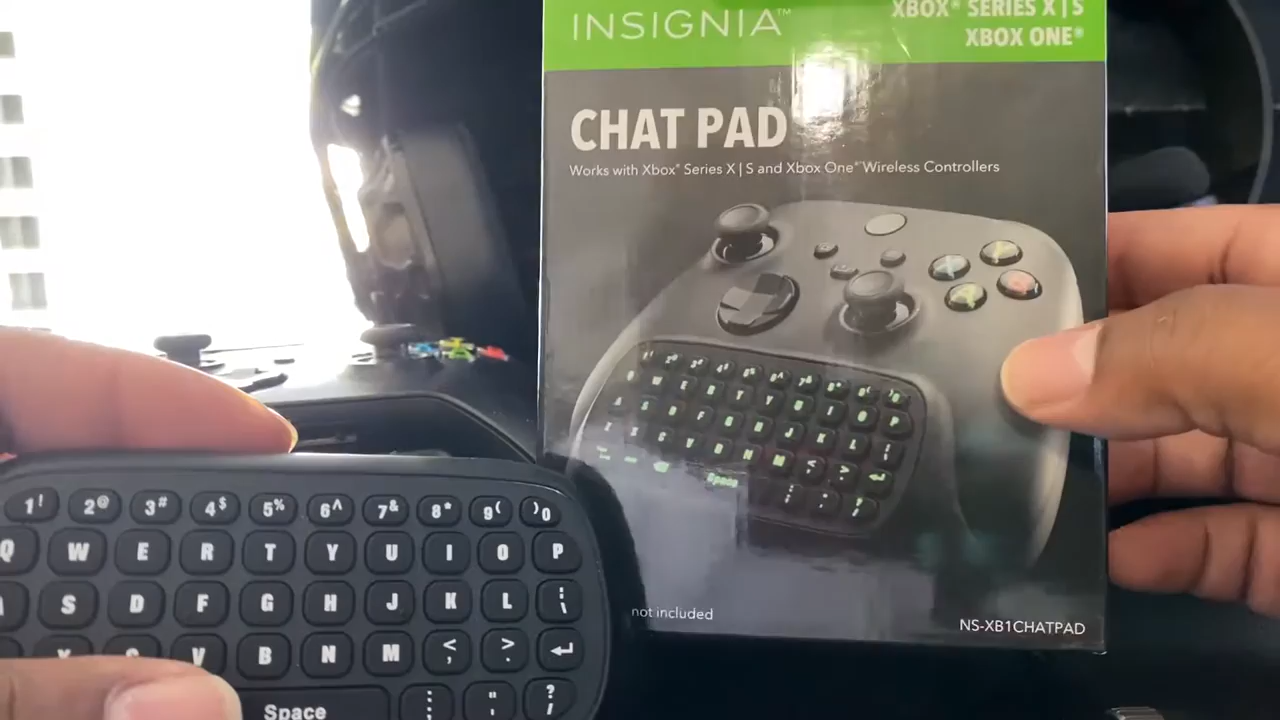 INSIGNIA™
XBOX® SERIES X|S
XBOX ONE®
CHAT PAD
Works with Xbox® Series X|S and Xbox One® Wireless Controllers
not included
NS-XB1CHATPAD
1! 2@ 3# 4$ 5% 6^ 7& 8* 9( )0
Q W E R T Y U I O P
S D F G H J K L : \
V B N M < , > . ↵
Space : ; " ' ? /